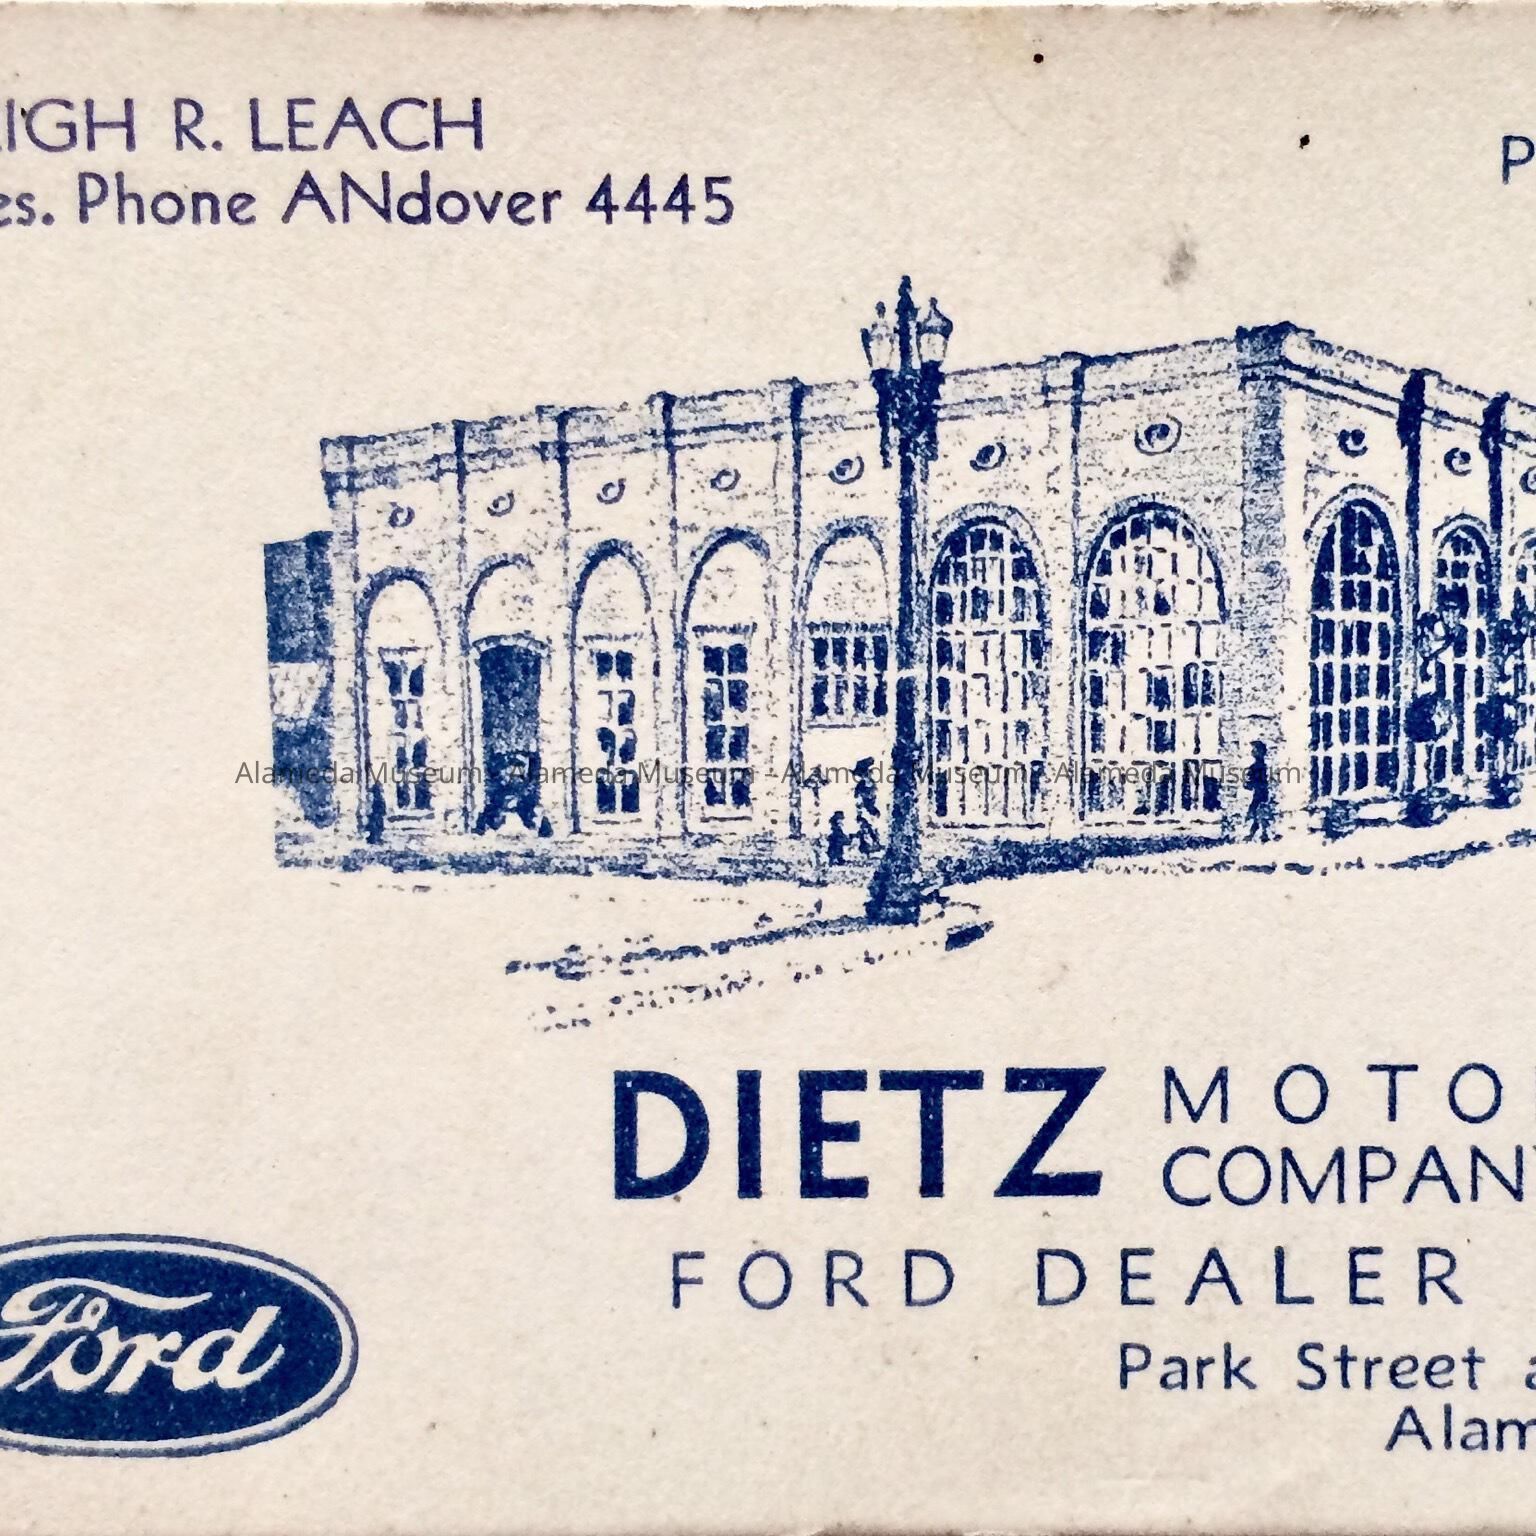 IGH R. LEACH
es. Phone ANdover 4445
P
Alameda Museum - Alameda Museum - Alameda Museum - Alameda Museum
DIETZ MOTO
COMPANY
FORD DEALER
Ford
Park Street a
Alam